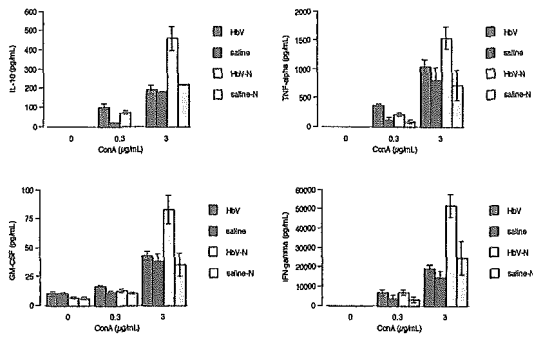 IL-10 (pg/mL)
600
500
400
300
200
100
0
0 0.3 3
ConA (µg/mL)
HbV
saline
HbV-N
saline-N
TNF-alpha (pg/mL)
2000
1500
1000
500
0
0 0.3 3
ConA (µg/mL)
HbV
saline
HbV-N
saline-N
GM-CSF (pg/mL)
100
75
50
25
0
0 0.3 3
ConA (µg/mL)
HbV
saline
HbV-N
saline-N
IFN-gamma (pg/mL)
60000
50000
40000
30000
20000
10000
0
0 0.3 3
ConA (µg/mL)
HbV
saline
HbV-N
saline-N